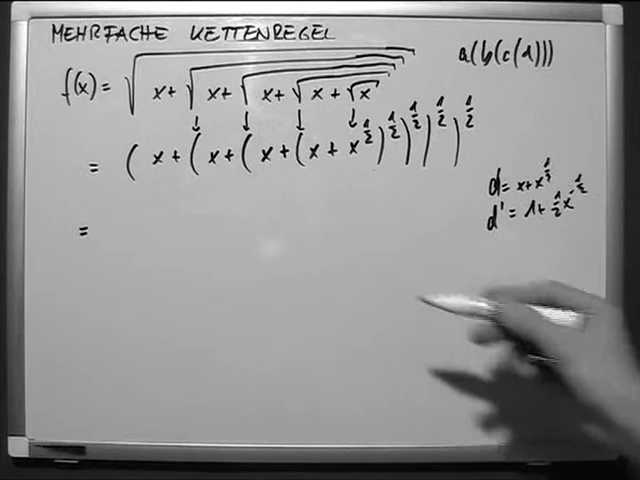 MEHRFACHE KETTENREGEL
a(b(c(d)))
f(x) = √(x + √(x + √(x + √(x + √x))))
= (x + (x + (x + (x + x^(1/2))^(1/2))^(1/2))^(1/2))^(1/2)
d = x + x^(1/2)
d' = 1 + 1/2 x^(-1/2)
=